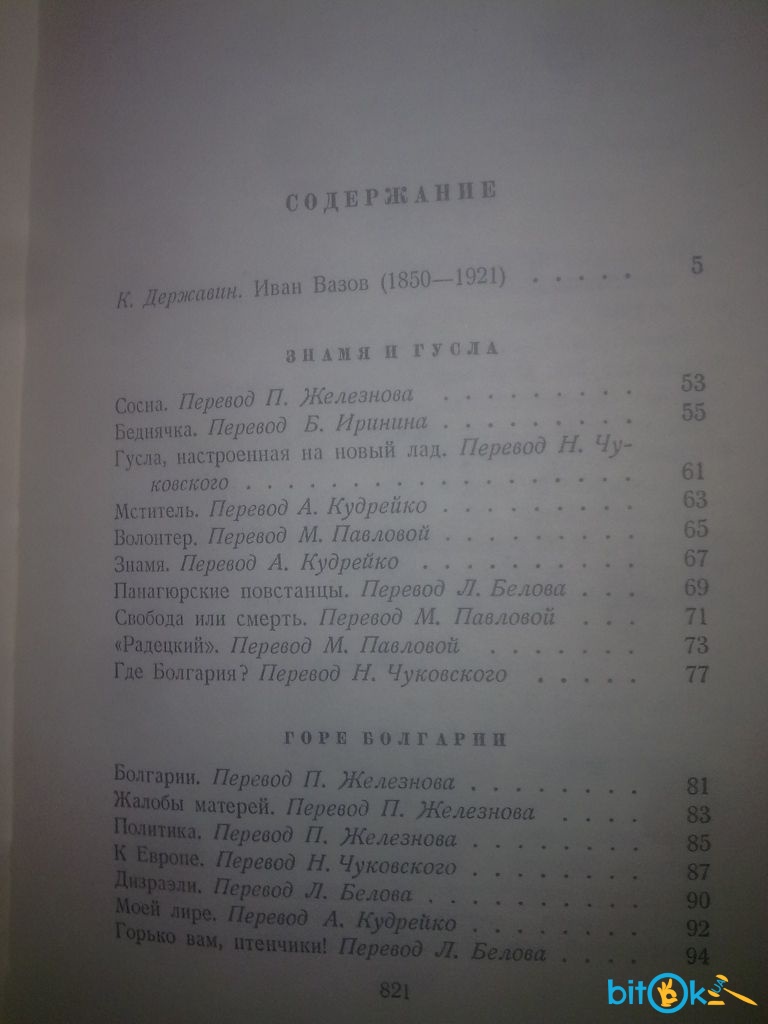 СОДЕРЖАНИЕ
К. Державин. Иван Вазов (1850—1921) . . . . . 5
ЗНАМЯ И ГУСЛА
Сосна. Перевод П. Железнова . . . . . . . . . 53
Беднячка. Перевод Б. Иринина . . . . . . . . . 55
Гусла, настроенная на новый лад. Перевод Н. Чу-
ковского . . . . . . . . . . . . . . . . . . 61
Мститель. Перевод А. Кудрейко . . . . . . . . . 63
Волонтер. Перевод М. Павловой . . . . . . . . . 65
Знамя. Перевод А. Кудрейко . . . . . . . . . . 67
Панагюрские повстанцы. Перевод Л. Белова . . . 69
Свобода или смерть. Перевод М. Павловой . . . 71
«Радецкий». Перевод М. Павловой . . . . . . . 73
Где Болгария? Перевод Н. Чуковского . . . . . 77
ГОРЕ БОЛГАРИИ
Болгарии. Перевод П. Железнова . . . . . . . . 81
Жалобы матерей. Перевод П. Железнова . . . . 83
Политика. Перевод П. Железнова . . . . . . . . 85
К Европе. Перевод Н. Чуковского . . . . . . . . 87
Дизраэли. Перевод Л. Белова . . . . . . . . . . 90
Моей лире. Перевод А. Кудрейко . . . . . . . . 92
Горько вам, птенчики! Перевод Л. Белова . . . . 94
821
bitOk UA